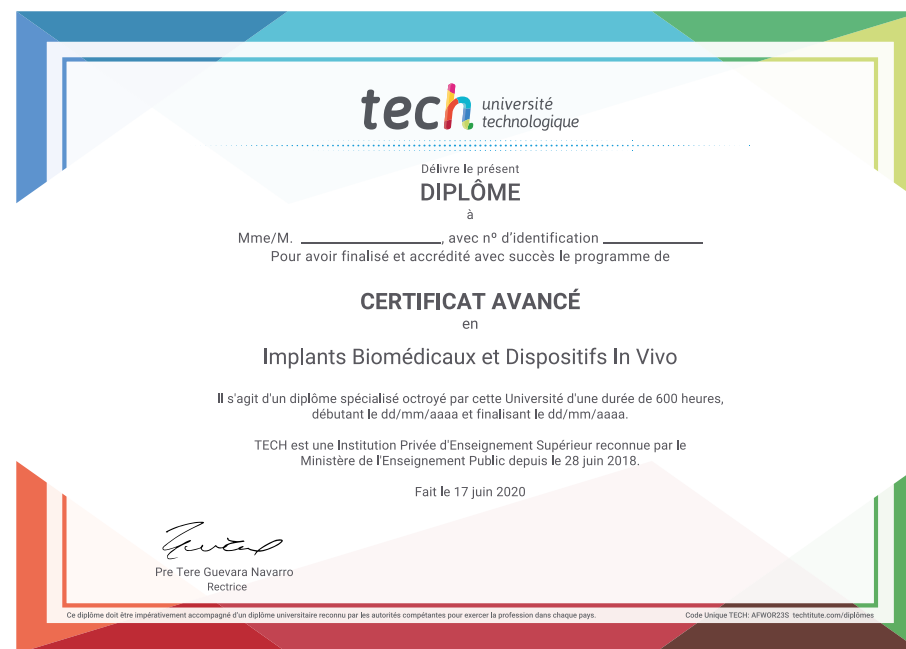 tech université
technologique
Délivre le présent
DIPLÔME
à
Mme/M. ____________________, avec nº d'identification ______________
Pour avoir finalisé et accrédité avec succès le programme de
CERTIFICAT AVANCÉ
en
Implants Biomédicaux et Dispositifs In Vivo
Il s'agit d'un diplôme spécialisé octroyé par cette Université d'une durée de 600 heures,
débutant le dd/mm/aaaa et finalisant le dd/mm/aaaa.
TECH est une Institution Privée d'Enseignement Supérieur reconnue par le
Ministère de l'Enseignement Public depuis le 28 juin 2018.
Fait le 17 juin 2020
Pre Tere Guevara Navarro
Rectrice
Ce diplôme doit être impérativement accompagné d'un diplôme universitaire reconnu par les autorités compétentes pour exercer la profession dans chaque pays. Code Unique TECH: AFWOR23S techtitute.com/diplômes